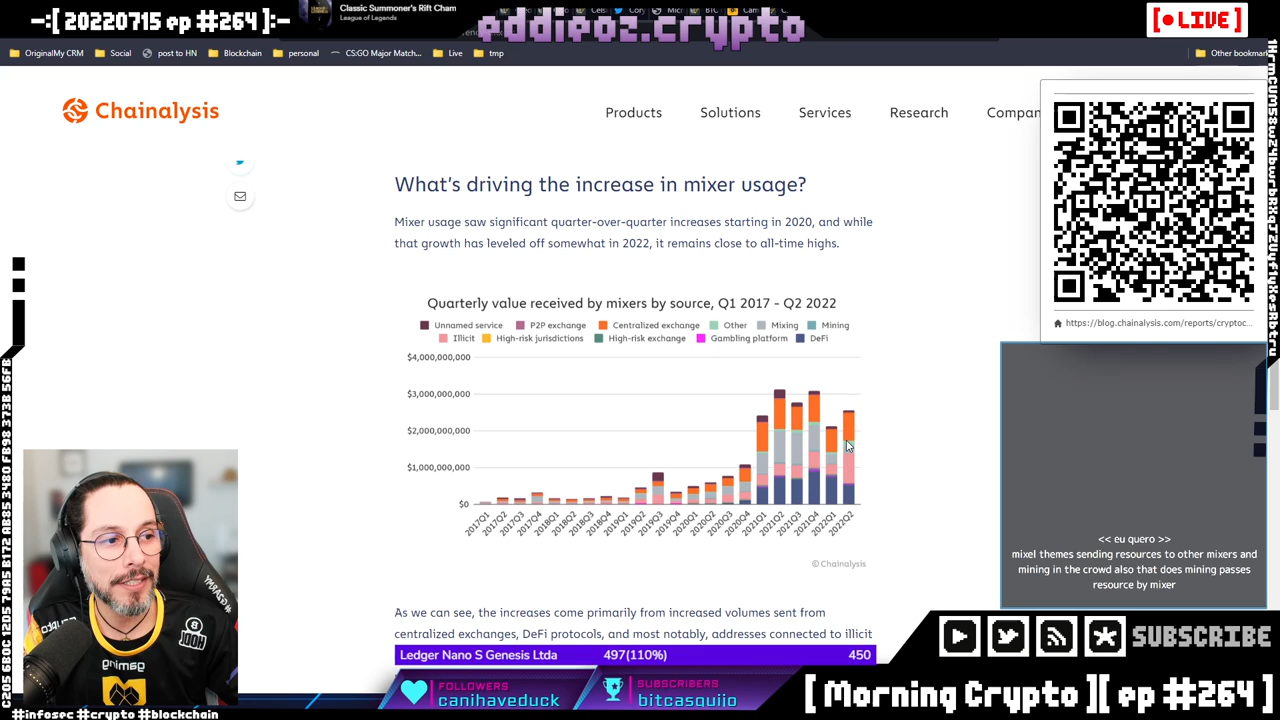 -:[ 20220715 ep #264 ]:-
Classic Summoner's Rift Cham
League of Legends
eddieoz.crypto
[● LIVE]
OriginalMy CRM
Social
post to HN
Blockchain
personal
CS:GO Major Match...
Live
tmp
Other bookmar
Chainalysis
Products
Solutions
Services
Research
Compan
What's driving the increase in mixer usage?
Mixer usage saw significant quarter-over-quarter increases starting in 2020, and while
that growth has leveled off somewhat in 2022, it remains close to all-time highs.
https://blog.chainalysis.com/reports/cryptoc...
Quarterly value received by mixers by source, Q1 2017 - Q2 2022
Unnamed service
P2P exchange
Centralized exchange
Other
Mixing
Mining
Illicit
High-risk jurisdictions
High-risk exchange
Gambling platform
DeFi
$4,000,000,000
$3,000,000,000
$2,000,000,000
$1,000,000,000
$0
2017Q1
2017Q2
2017Q3
2017Q4
2018Q1
2018Q2
2018Q3
2018Q4
2019Q1
2019Q2
2019Q3
2019Q4
2020Q1
2020Q2
2020Q3
2020Q4
2021Q1
2021Q2
2021Q3
2021Q4
2022Q1
2022Q2
© Chainalysis
<< eu quero >>
mixel themes sending resources to other mixers and
mining in the crowd also that does mining passes
resource by mixer
As we can see, the increases come primarily from increased volumes sent from
centralized exchanges, DeFi protocols, and most notably, addresses connected to illicit
Ledger Nano S Genesis Ltda
497(110%)
450
FOLLOWERS
canihaveduck
SUBSCRIBERS
bitcasquijo
SUBSCRIBE
[ Morning Crypto ][ ep #264 ]
#infosec #crypto #blockchain